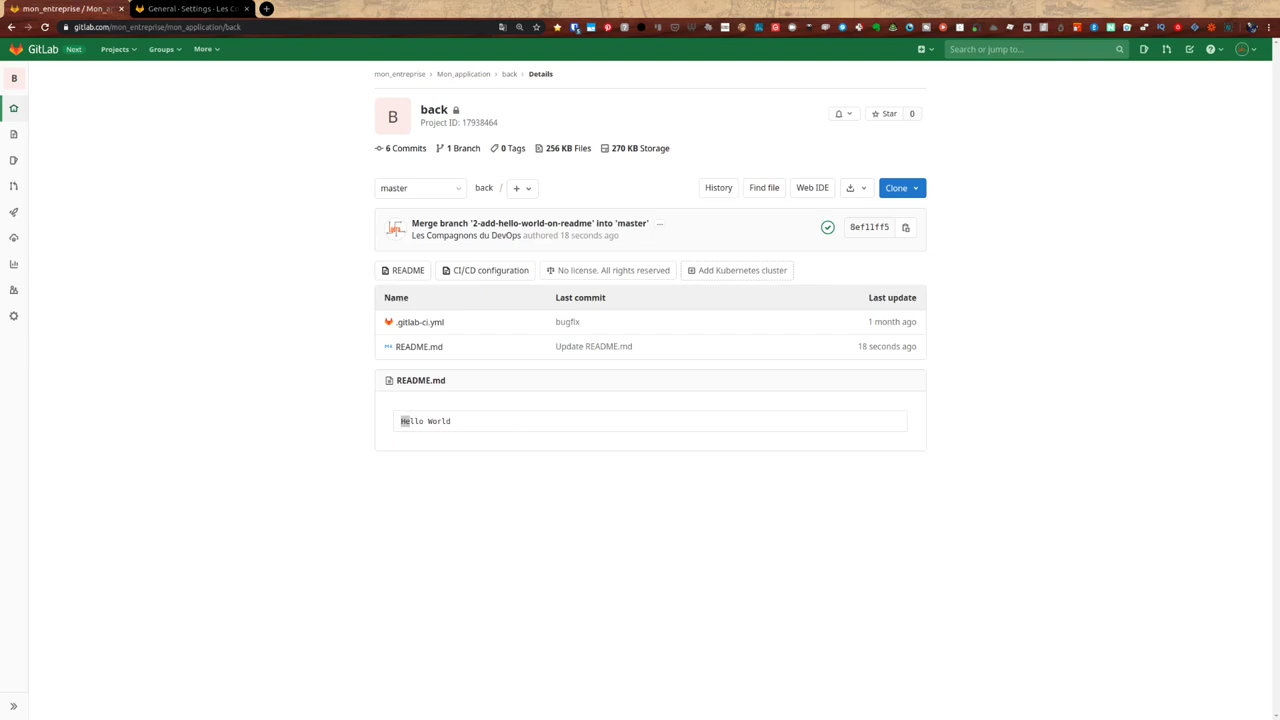 mon_entreprise / Mon_a
General · Settings · Les C
gitlab.com/mon_entreprise/mon_application/back
GitLab Next Projects Groups More Search or jump to...
B mon_entreprise › Mon_application › back › Details
B back
Project ID: 17938464
Star 0
6 Commits 1 Branch 0 Tags 256 KB Files 270 KB Storage
master back / + History Find file Web IDE Clone
Merge branch '2-add-hello-world-on-readme' into 'master' ...
Les Compagnons du DevOps authored 18 seconds ago
8ef11ff5
README CI/CD configuration No license. All rights reserved Add Kubernetes cluster
Name Last commit Last update
.gitlab-ci.yml bugfix 1 month ago
README.md Update README.md 18 seconds ago
README.md
Hello World